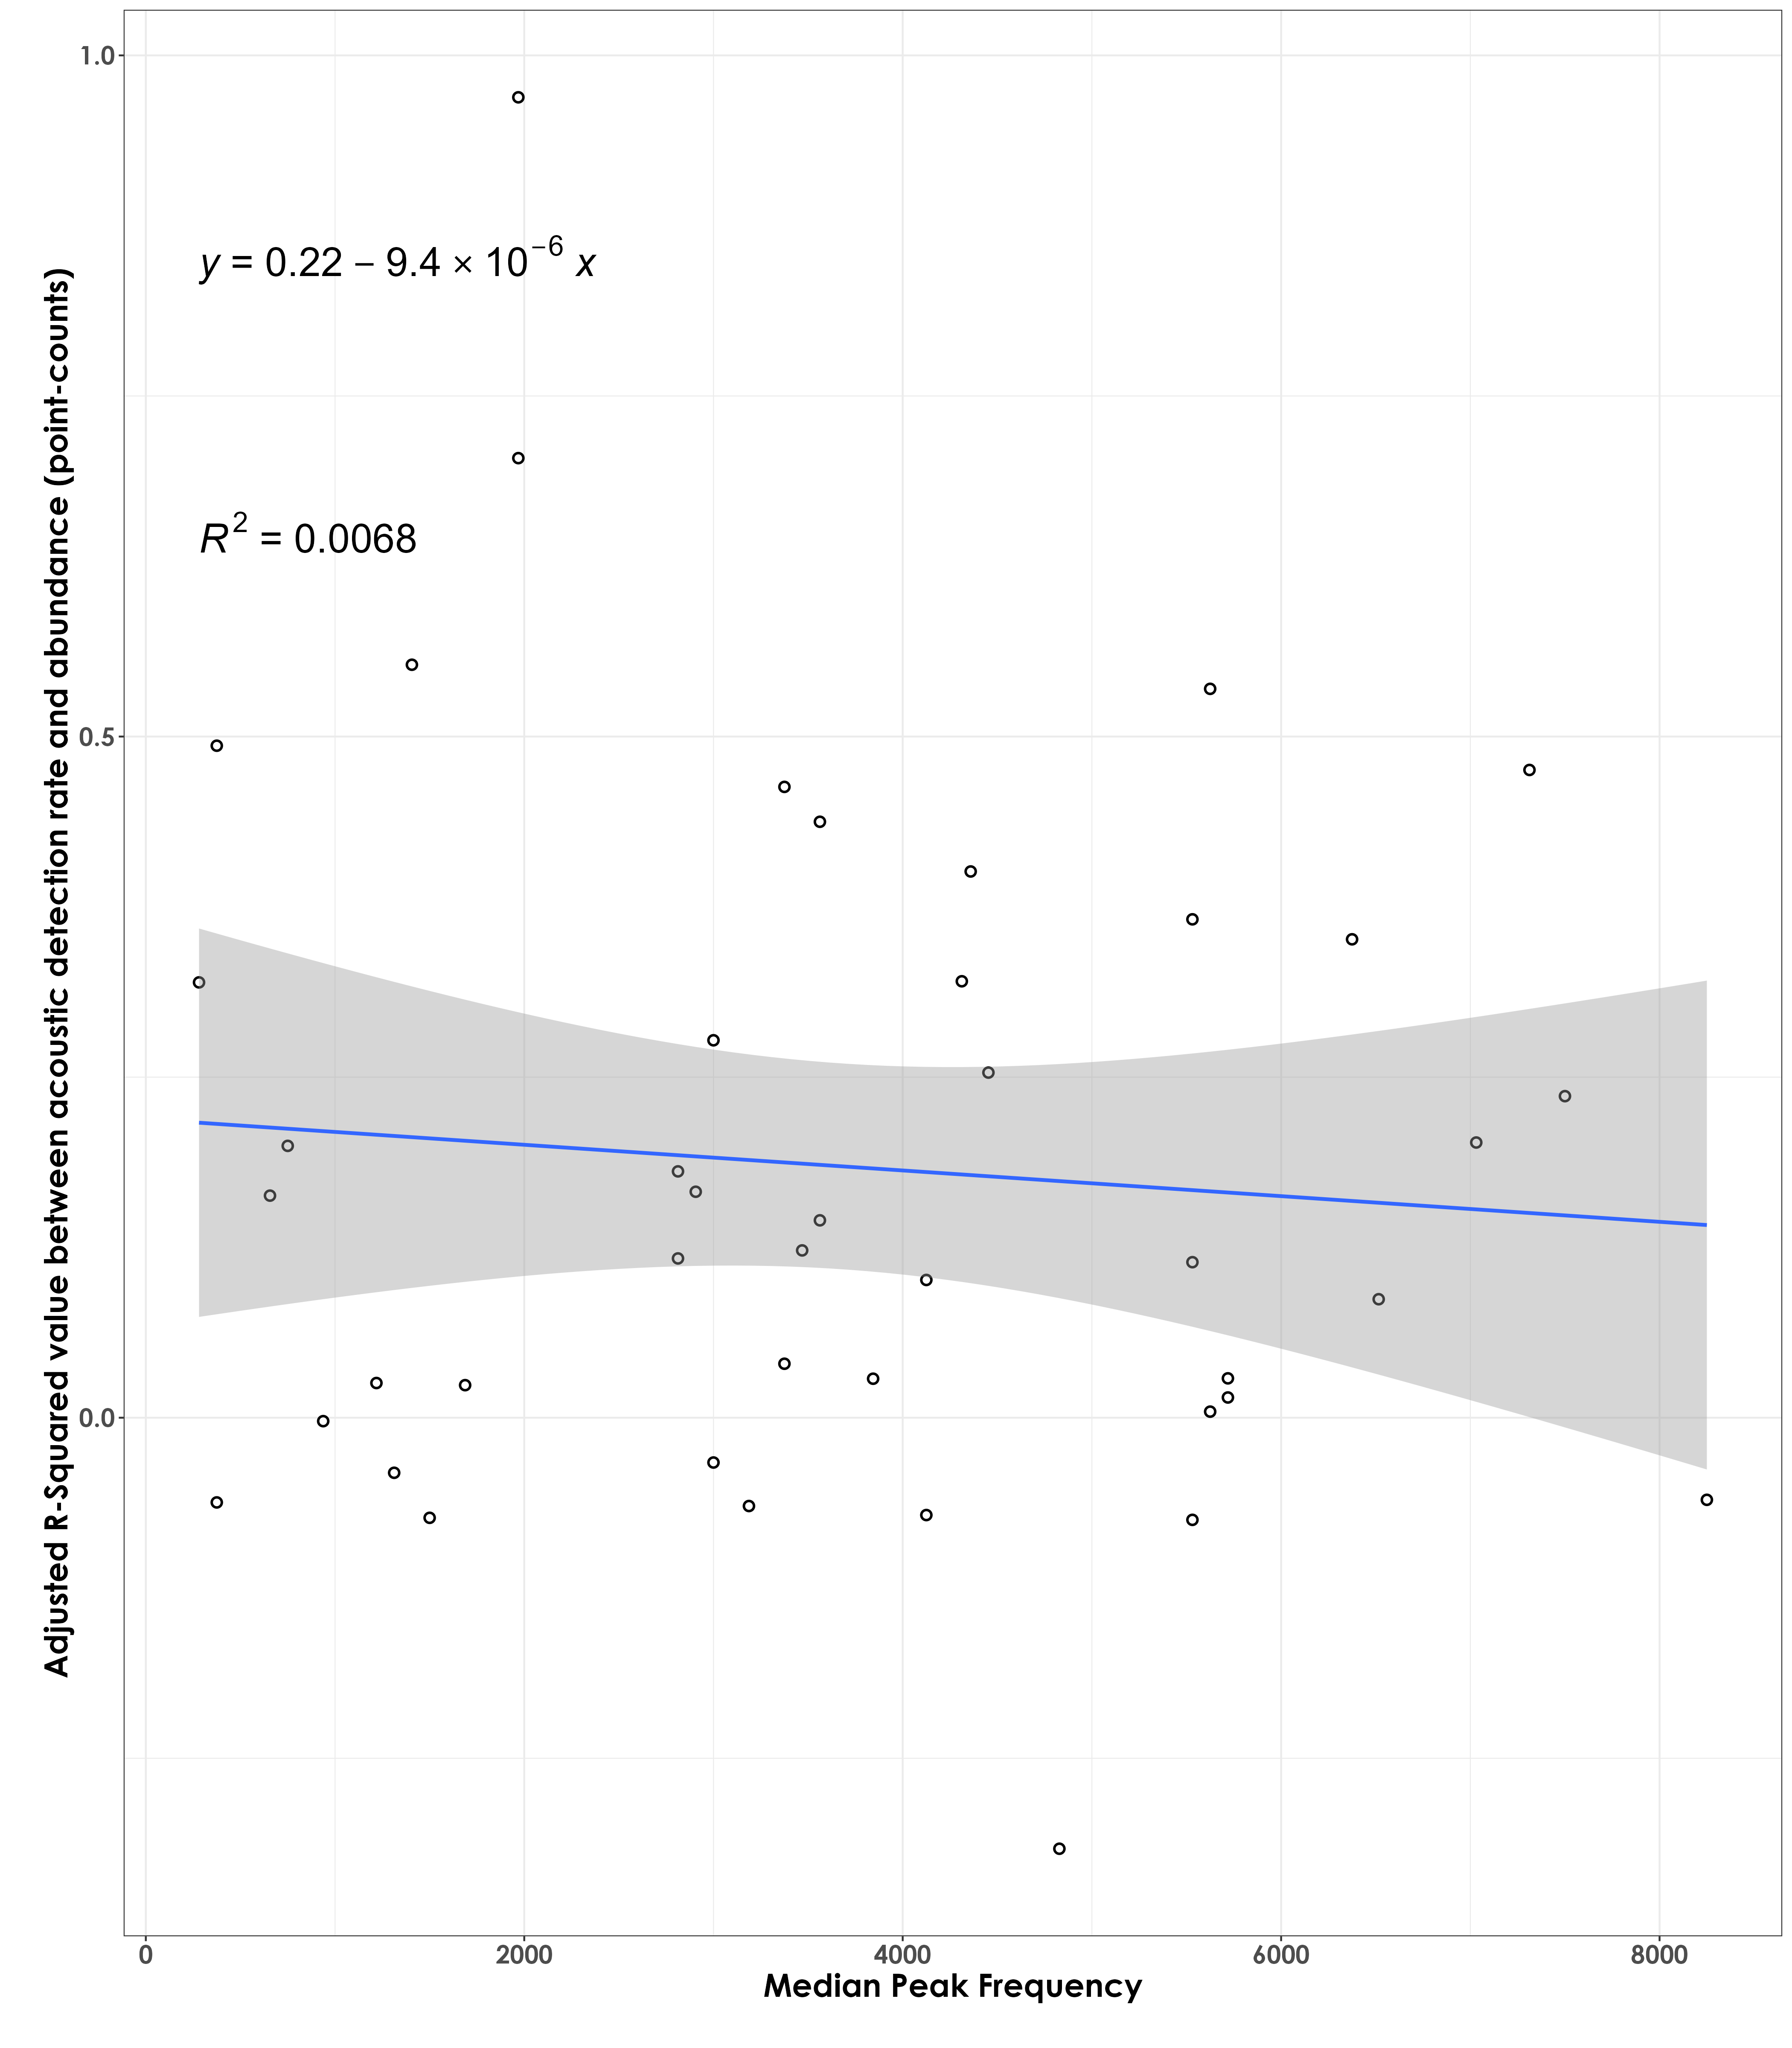 Adjusted R-Squared value between acoustic detection rate and abundance (point-counts)
1.0
0.5
0.0
y = 0.22 − 9.4 × 10⁻⁶ x
R² = 0.0068
0 2000 4000 6000 8000
Median Peak Frequency